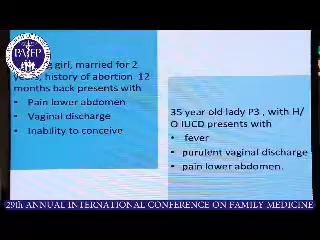 PAFP
girl, married for 2
history of abortion 12
months back presents with
• Pain lower abdomen
• Vaginal discharge
• Inability to conceive
35 year old lady P3 , with H/
O IUCD presents with
• fever
• purulent vaginal discharge
• pain lower abdomen.
29th ANNUAL INTERNATIONAL CONFERENCE ON FAMILY MEDICINE